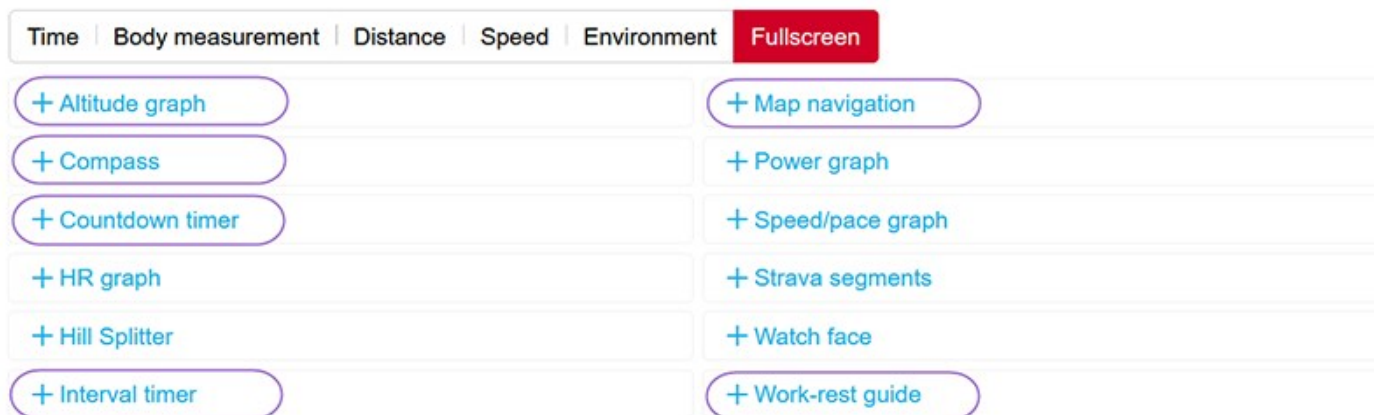 Time Body measurement Distance Speed Environment Fullscreen
+ Altitude graph
+ Compass
+ Countdown timer
+ HR graph
+ Hill Splitter
+ Interval timer
+ Map navigation
+ Power graph
+ Speed/pace graph
+ Strava segments
+ Watch face
+ Work-rest guide